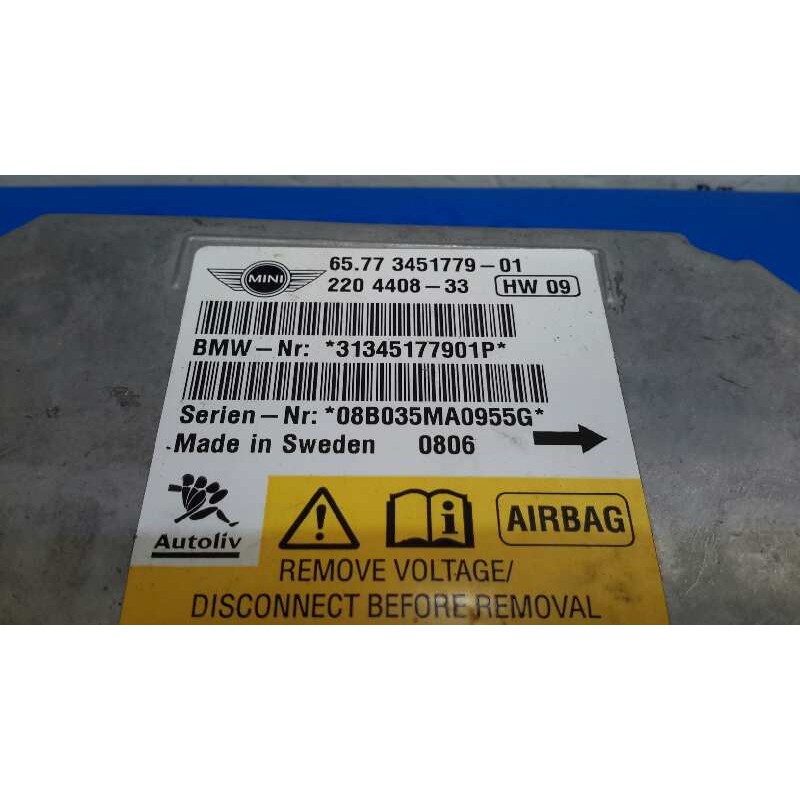 MINI
65.77 3451779-01
220 4408-33 HW 09
BMW-Nr: *31345177901P*
Serien-Nr: *08B035MA0955G*
Made in Sweden 0806
Autoliv
AIRBAG
REMOVE VOLTAGE/
DISCONNECT BEFORE REMOVAL